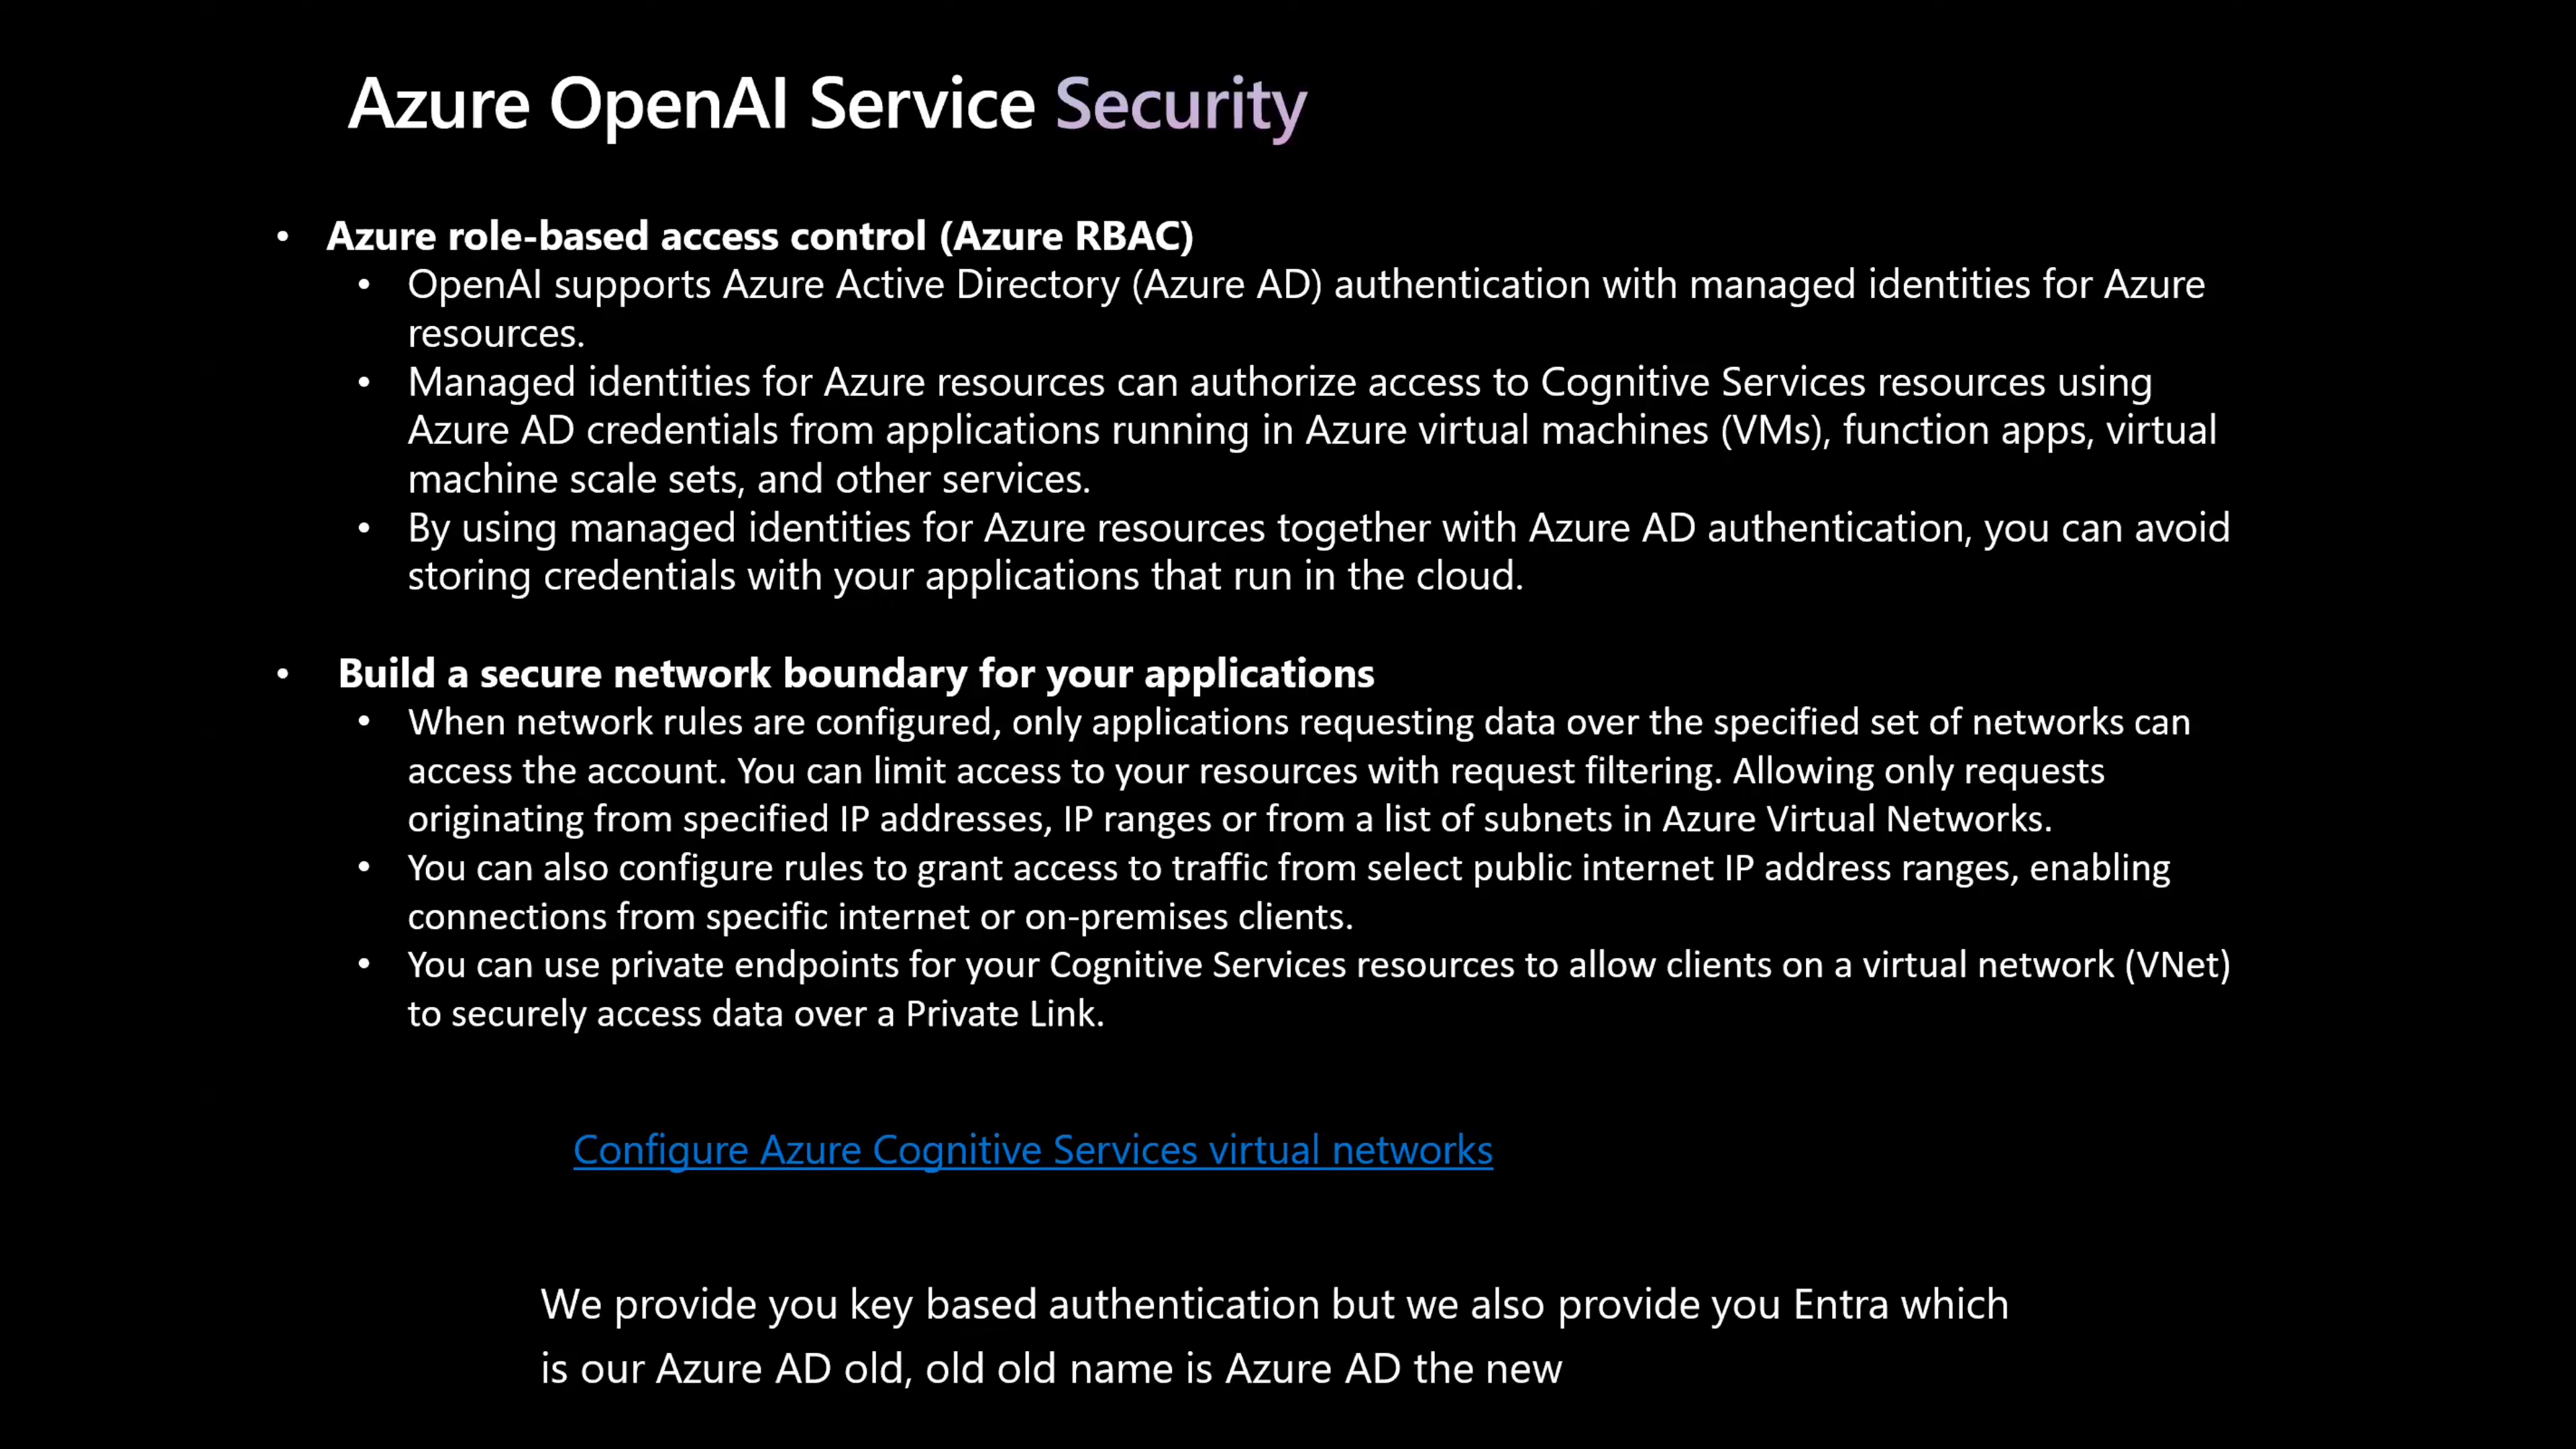 Azure OpenAI Service Security
• Azure role-based access control (Azure RBAC)
• OpenAI supports Azure Active Directory (Azure AD) authentication with managed identities for Azure
resources.
• Managed identities for Azure resources can authorize access to Cognitive Services resources using
Azure AD credentials from applications running in Azure virtual machines (VMs), function apps, virtual
machine scale sets, and other services.
• By using managed identities for Azure resources together with Azure AD authentication, you can avoid
storing credentials with your applications that run in the cloud.
• Build a secure network boundary for your applications
• When network rules are configured, only applications requesting data over the specified set of networks can
access the account. You can limit access to your resources with request filtering. Allowing only requests
originating from specified IP addresses, IP ranges or from a list of subnets in Azure Virtual Networks.
• You can also configure rules to grant access to traffic from select public internet IP address ranges, enabling
connections from specific internet or on-premises clients.
• You can use private endpoints for your Cognitive Services resources to allow clients on a virtual network (VNet)
to securely access data over a Private Link.
Configure Azure Cognitive Services virtual networks
We provide you key based authentication but we also provide you Entra which
is our Azure AD old, old old name is Azure AD the new